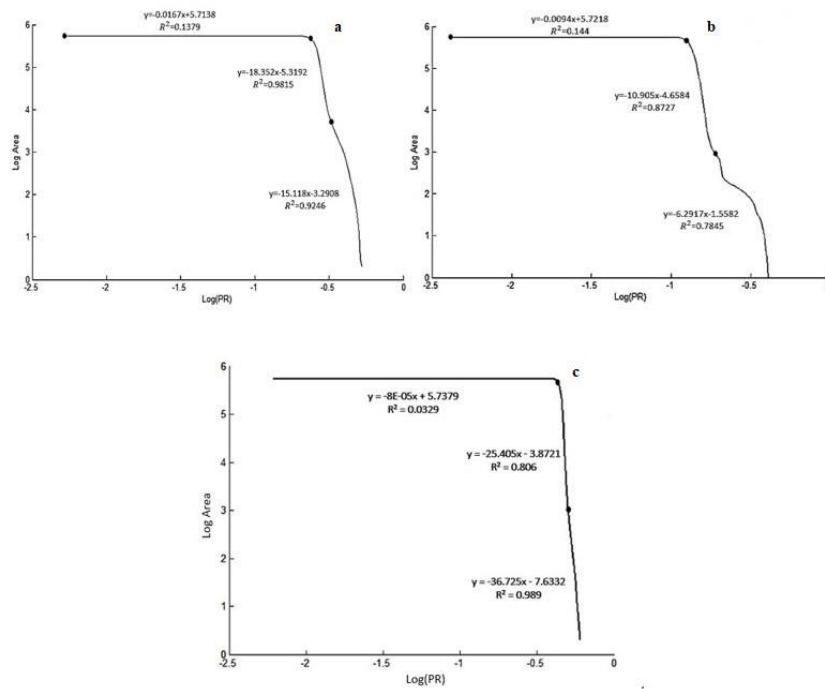 y=-0.0167x+5.7138
R²=0.1379
a
6
5
4
3
2
1
0
y=-18.352x-5.3192
R²=0.9815
y=-15.118x-3.2908
R²=0.9246
Log Area
-2.5 -2 -1.5 -1 -0.5 0
Log(PR)
y=-0.0094x+5.7218
R²=0.144
b
6
5
4
3
2
1
0
y=-10.905x-4.6584
R²=0.8727
y=-6.2917x-1.5582
R²=0.7845
Log Area
-2.5 -2 -1.5 -1 -0.5
Log(PR)
c
6
5
4
3
2
1
0
y = -8E-05x + 5.7379
R² = 0.0329
y = -25.405x - 3.8721
R² = 0.806
y = -36.725x - 7.6332
R² = 0.989
Log Area
-2.5 -2 -1.5 -1 -0.5 0
Log(PR)